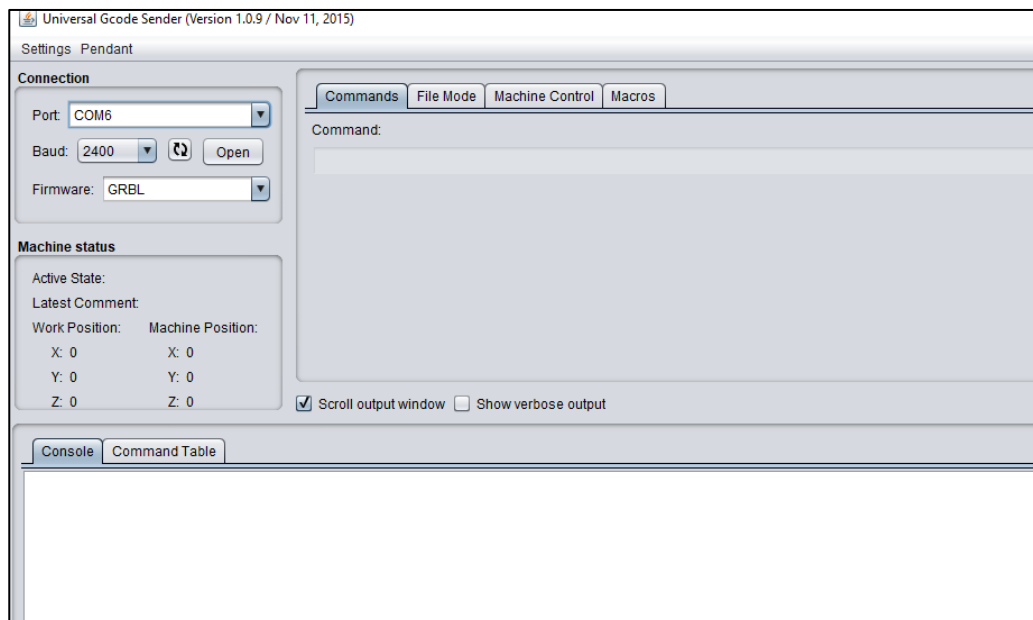 Universal Gcode Sender (Version 1.0.9 / Nov 11, 2015)
Settings Pendant
Connection
Port: COM6
Baud: 2400 Open
Firmware: GRBL
Machine status
Active State:
Latest Comment:
Work Position: Machine Position:
X: 0 X: 0
Y: 0 Y: 0
Z: 0 Z: 0
Commands File Mode Machine Control Macros
Command:
Scroll output window Show verbose output
Console Command Table